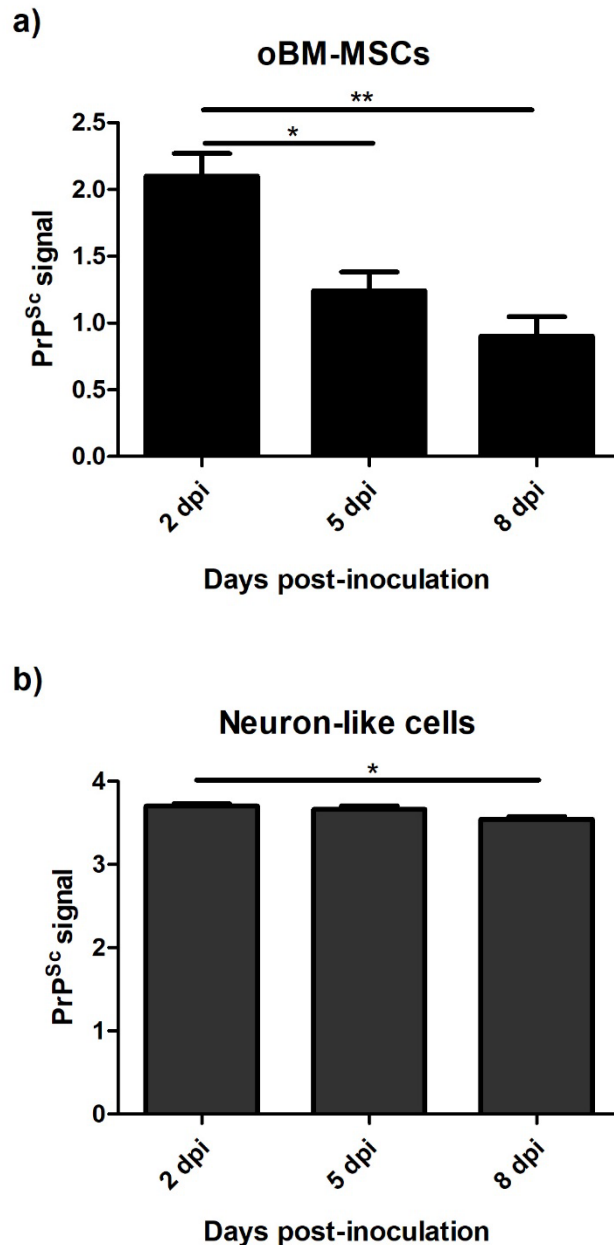 a)
oBM-MSCs
**
*
2.5
2.0
1.5
1.0
0.5
0.0
PrPSc signal
2 dpi
5 dpi
8 dpi
Days post-inoculation
b)
Neuron-like cells
*
4
3
2
1
0
PrPSc signal
2 dpi
5 dpi
8 dpi
Days post-inoculation